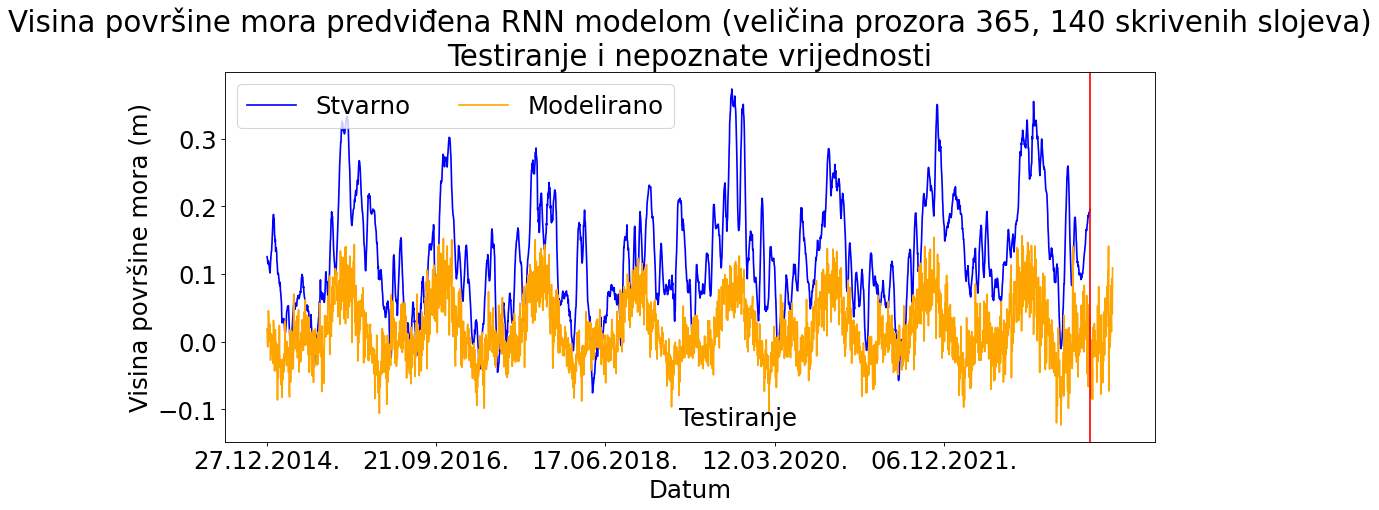 Visina površine mora predviđena RNN modelom (veličina prozora 365, 140 skrivenih slojeva)
Testiranje i nepoznate vrijednosti
Stvarno
Modelirano
Visina površine mora (m)
0.3
0.2
0.1
0.0
−0.1
Testiranje
27.12.2014.
21.09.2016.
17.06.2018.
12.03.2020.
06.12.2021.
Datum